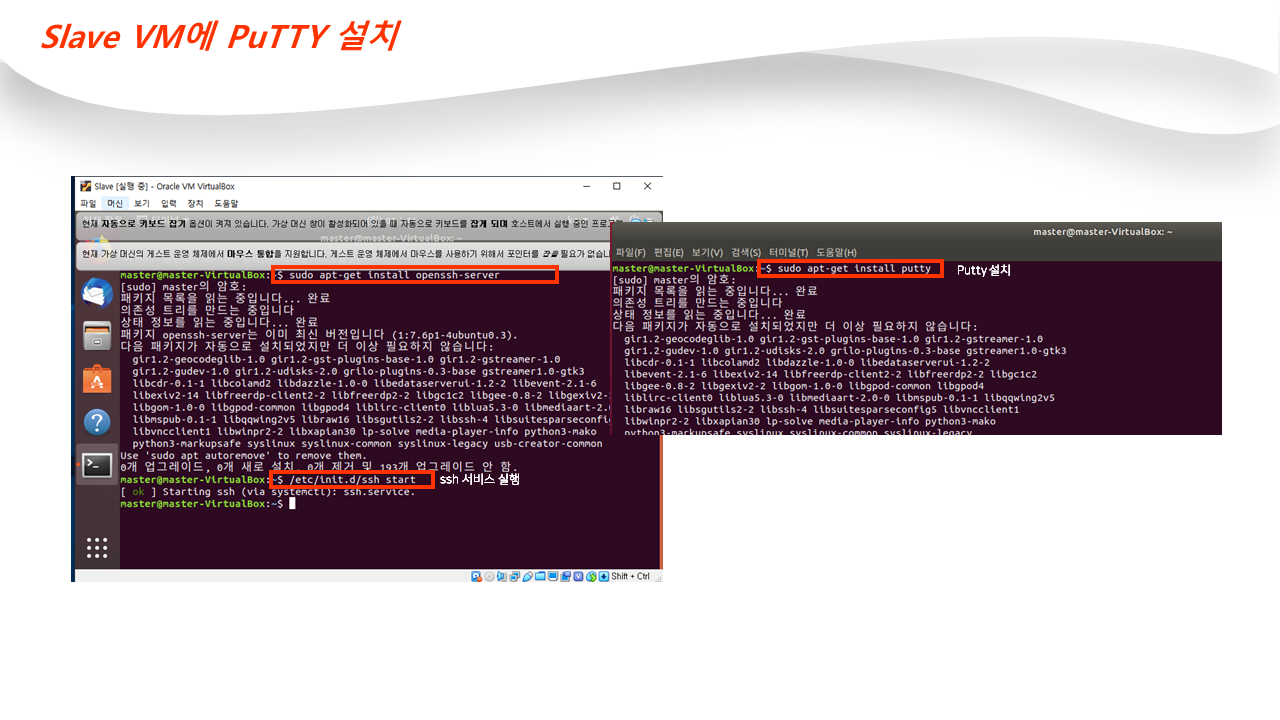 Slave VM에 PuTTY 설치
Slave [실행 중] - Oracle VM VirtualBox
파일 머신 보기 입력 장치 도움말
현재 자동으로 키보드 잡기 옵션이 켜져 있습니다. 가상 머신 창이 활성화되어 있을 때 자동으로 키보드를 잡게 되며 호스트에서 실행 중인 프로그
master@master-VirtualBox: ~
현재 가상 머신의 게스트 운영 체제에서 마우스 통합을 지원합니다. 게스트 운영 체제에서 마우스를 사용하기 위해서 포인터를 잡을 필요가 없습니
master@master-VirtualBox:~$ sudo apt-get install openssh-server
[sudo] master의 암호:
패키지 목록을 읽는 중입니다... 완료
의존성 트리를 만드는 중입니다
상태 정보를 읽는 중입니다... 완료
패키지 openssh-server는 이미 최신 버전입니다 (1:7.6p1-4ubuntu0.3).
다음 패키지가 자동으로 설치되었지만 더 이상 필요하지 않습니다:
gir1.2-geocodeglib-1.0 gir1.2-gst-plugins-base-1.0 gir1.2-gstreamer-1.0
gir1.2-gudev-1.0 gir1.2-udisks-2.0 grilo-plugins-0.3-base gstreamer1.0-gtk3
libcdr-0.1-1 libcolamd2 libdazzle-1.0-0 libedataserverui-1.2-2 libevent-2.1-6
libexiv2-14 libfreerdp-client2-2 libfreerdp2-2 libgc1c2 libgee-0.8-2 libgexiv2-
libgom-1.0-0 libgpod-common libgpod4 liblirc-client0 liblua5.3-0 libmediaart-2.0
libmspub-0.1-1 libqqwing2v5 libraw16 libsgutils2-2 libssh-4 libsuitesparseconfig
libvncclient1 libwinpr2-2 libxapian30 lp-solve media-player-info python3-mako
python3-markupsafe syslinux syslinux-common syslinux-legacy usb-creator-common
Use 'sudo apt autoremove' to remove them.
0개 업그레이드, 0개 새로 설치, 0개 제거 및 193개 업그레이드 안 함.
master@master-VirtualBox:~$ /etc/init.d/ssh start
ssh 서비스 실행
[ ok ] Starting ssh (via systemctl): ssh.service.
master@master-VirtualBox:~$
Shift + Ctrl
master@master-VirtualBox: ~
파일(F) 편집(E) 보기(V) 검색(S) 터미널(T) 도움말(H)
master@master-VirtualBox:~$ sudo apt-get install putty
Putty 설치
[sudo] master의 암호:
패키지 목록을 읽는 중입니다... 완료
의존성 트리를 만드는 중입니다
상태 정보를 읽는 중입니다... 완료
다음 패키지가 자동으로 설치되었지만 더 이상 필요하지 않습니다:
gir1.2-geocodeglib-1.0 gir1.2-gst-plugins-base-1.0 gir1.2-gstreamer-1.0
gir1.2-gudev-1.0 gir1.2-udisks-2.0 grilo-plugins-0.3-base gstreamer1.0-gtk3
libcdr-0.1-1 libcolamd2 libdazzle-1.0-0 libedataserverui-1.2-2
libevent-2.1-6 libexiv2-14 libfreerdp-client2-2 libfreerdp2-2 libgc1c2
libgee-0.8-2 libgexiv2-2 libgom-1.0-0 libgpod-common libgpod4
liblirc-client0 liblua5.3-0 libmediaart-2.0-0 libmspub-0.1-1 libqqwing2v5
libraw16 libsgutils2-2 libssh-4 libsuitesparseconfig5 libvncclient1
libwinpr2-2 libxapian30 lp-solve media-player-info python3-mako
python3-markupsafe syslinux syslinux-common syslinux-legacy